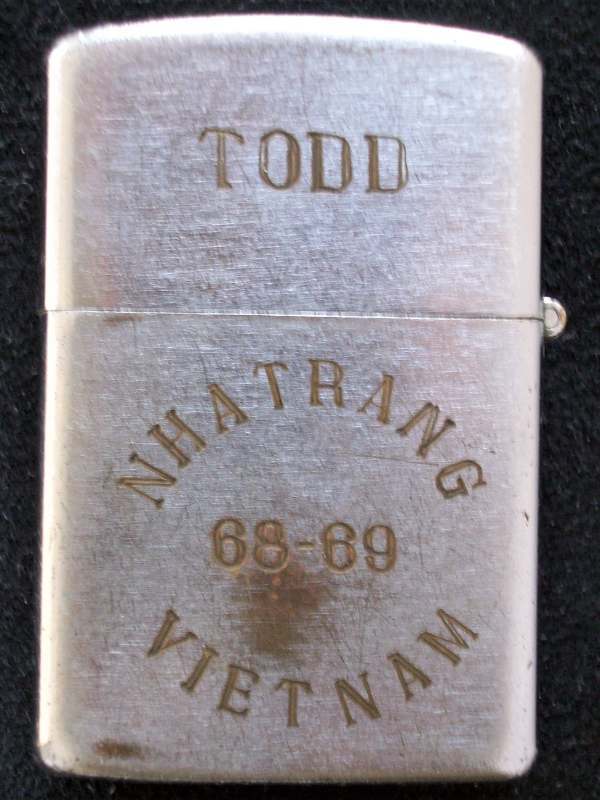 TODD
NHATRANG
68-69
VIETNAM